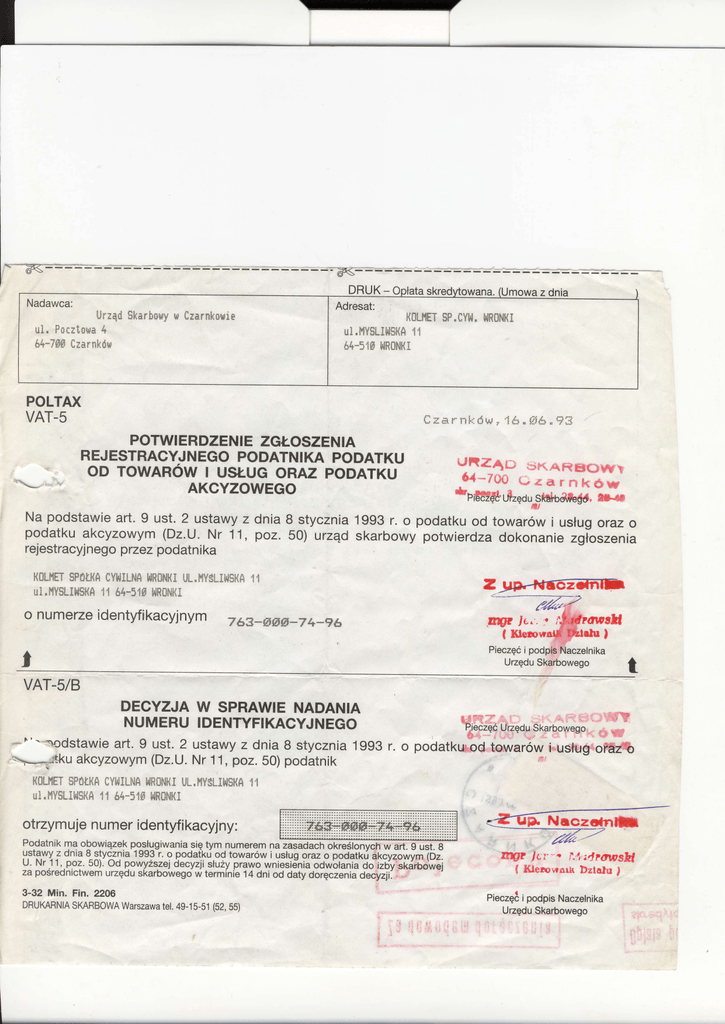 DRUK – Opłata skredytowana. (Umowa z dnia )
Nadawca:
Urząd Skarbowy w Czarnkowie
ul. Pocztowa 4
64-700 Czarnków
Adresat:
KOLMET SP.CYW. WRONKI
ul.MYŚLIWSKA 11
64-510 WRONKI
POLTAX
VAT-5
Czarnków,16.06.93
POTWIERDZENIE ZGŁOSZENIA
REJESTRACYJNEGO PODATNIKA PODATKU
OD TOWARÓW I USŁUG ORAZ PODATKU
AKCYZOWEGO
URZĄD SKARBOWY
64-700 Czarnków
Pieczęć Urzędu Skarbowego
Na podstawie art. 9 ust. 2 ustawy z dnia 8 stycznia 1993 r. o podatku od towarów i usług oraz o
podatku akcyzowym (Dz.U. Nr 11, poz. 50) urząd skarbowy potwierdza dokonanie zgłoszenia
rejestracyjnego przez podatnika
KOLMET SPÓŁKA CYWILNA WRONKI UL.MYŚLIWSKA 11
ul.MYŚLIWSKA 11 64-510 WRONKI
o numerze identyfikacyjnym 763-000-74-96
Z up. Naczelnika
mgr
( Kierownik Działu )
Pieczęć i podpis Naczelnika
Urzędu Skarbowego
VAT-5/B
DECYZJA W SPRAWIE NADANIA
NUMERU IDENTYFIKACYJNEGO
URZĄD SKARBOWY
Pieczęć Urzędu Skarbowego
64-700 Czarnków
podstawie art. 9 ust. 2 ustawy z dnia 8 stycznia 1993 r. o podatku od towarów i usług oraz o
akcyzowym (Dz.U. Nr 11, poz. 50) podatnik
KOLMET SPÓŁKA CYWILNA WRONKI UL.MYŚLIWSKA 11
ul.MYŚLIWSKA 11 64-510 WRONKI
otrzymuje numer identyfikacyjny: 763-000-74-96
Podatnik ma obowiązek posługiwania się tym numerem na zasadach określonych w art. 9 ust. 8
ustawy z dnia 8 stycznia 1993 r. o podatku od towarów i usług oraz o podatku akcyzowym (Dz.
U. Nr 11, poz. 50). Od powyższej decyzji służy prawo wniesienia odwołania do izby skarbowej
za pośrednictwem urzędu skarbowego w terminie 14 dni od daty doręczenia decyzji.
Z up. Naczelnika
mgr
( Kierownik Działu )
3-32 Min. Fin. 2206
DRUKARNIA SKARBOWA Warszawa tel. 49-15-51 (52, 55)
Pieczęć i podpis Naczelnika
Urzędu Skarbowego